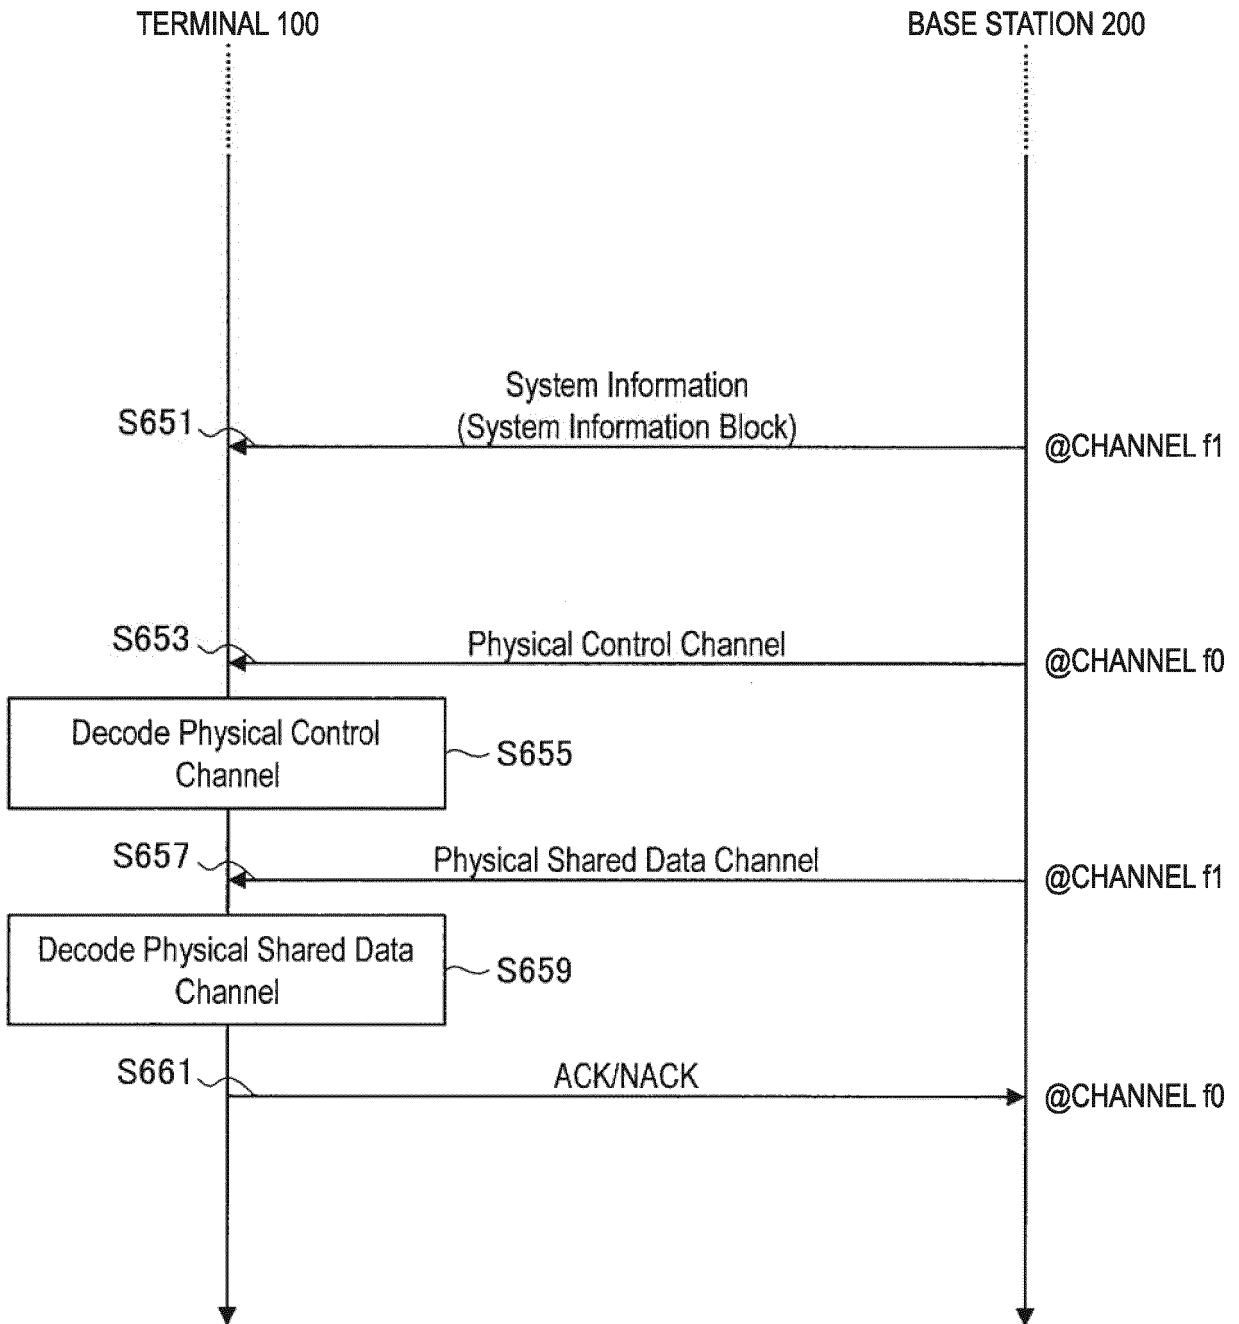 TERMINAL 100
BASE STATION 200
System Information
(System Information Block)
S651
@CHANNEL f1
S653
Physical Control Channel
@CHANNEL f0
Decode Physical Control
Channel
S655
S657
Physical Shared Data Channel
@CHANNEL f1
Decode Physical Shared Data
Channel
S659
S661
ACK/NACK
@CHANNEL f0